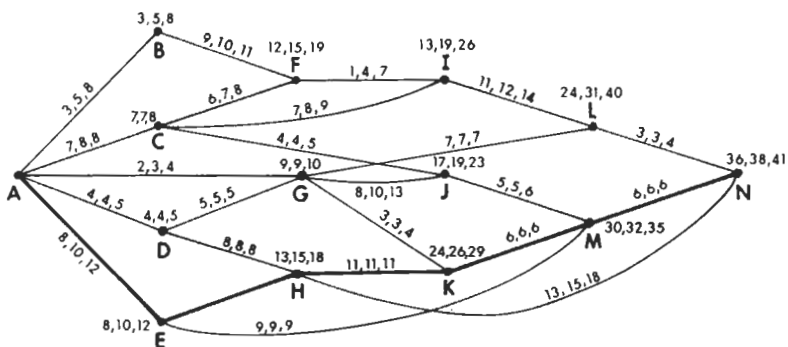 3,5,8
B
9,10,11
12,15,19
F
13,19,26
I
1,4,7
3,5,8
6,7,8
7,8,9
11,12,14
24,31,40
L
7,7,8
C
7,8,8
4,4,5
7,7,7
3,3,4
A
2,3,4
9,9,10
G
17,19,23
J
8,10,13
36,38,41
N
4,4,5
4,4,5
D
5,5,5
5,5,6
6,6,6
3,3,4
8,10,12
8,8,8
13,15,18
H
11,11,11
24,26,29
K
6,6,6
M
30,32,35
13,15,18
8,10,12
E
9,9,9